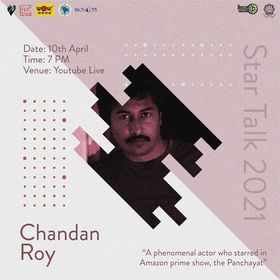 BIOSCOPE
Date: 10th April
Time: 7 PM
Venue: Youtube Live
Star Talk 2021
Chandan
Roy
"A phenomenal actor who starred in
Amazon prime show, the Panchayat"